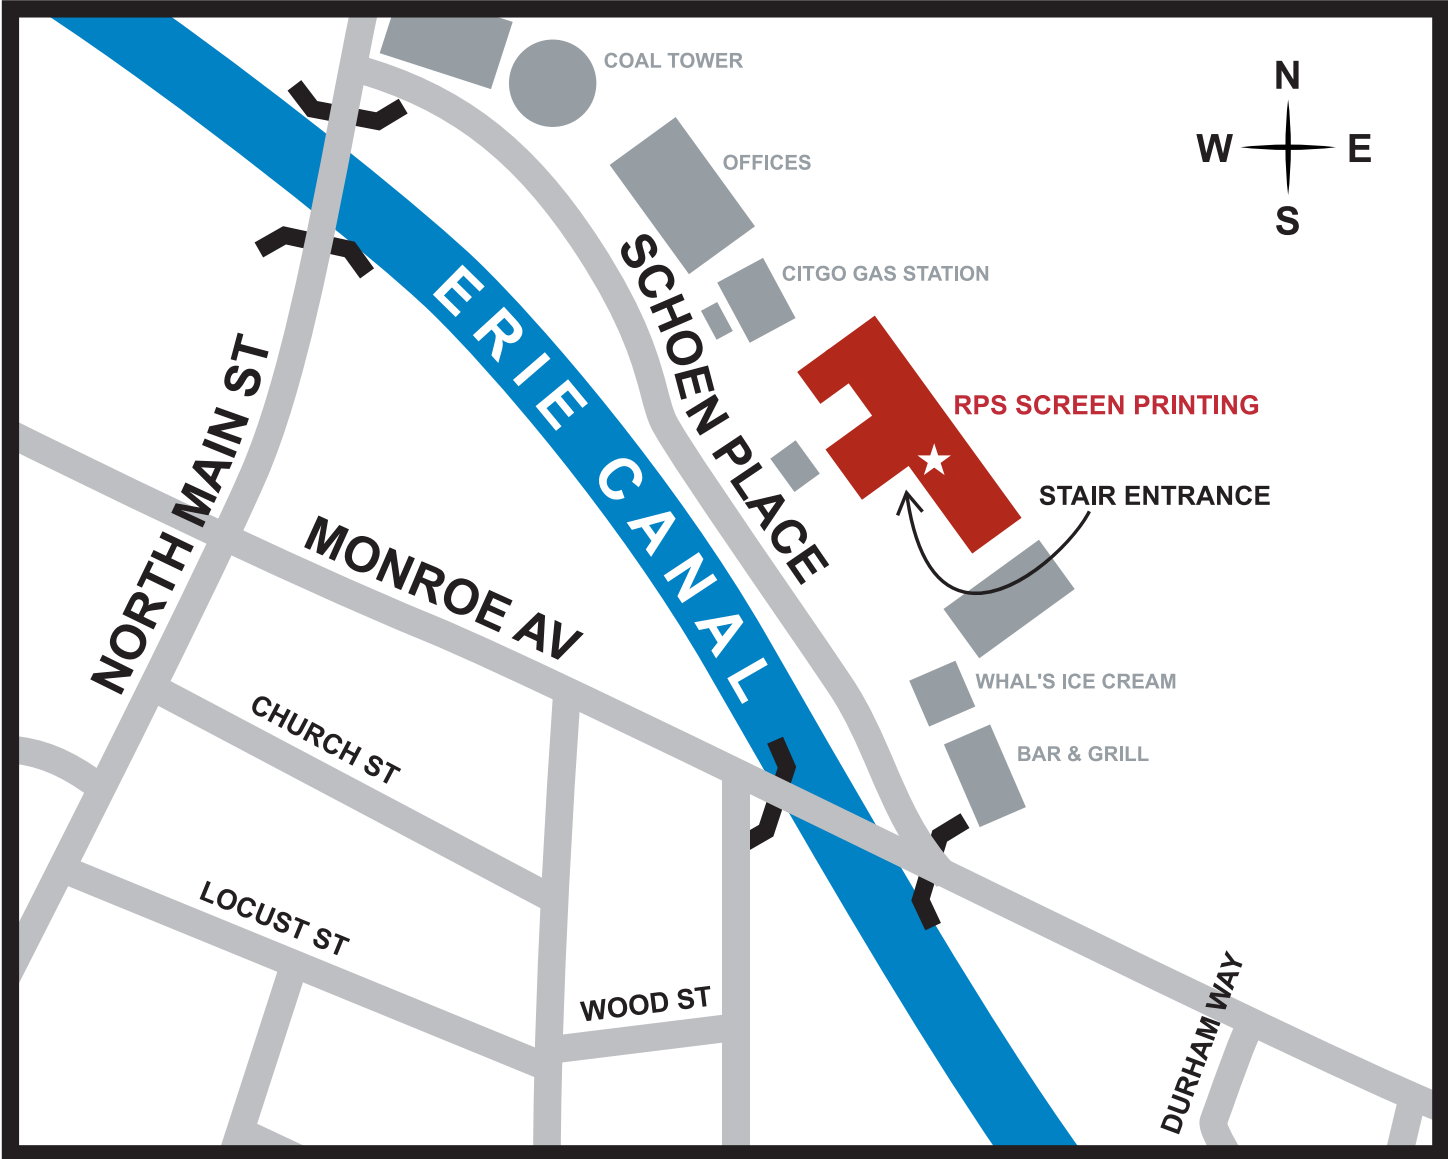 COAL TOWER
N
W E
S
OFFICES
CITGO GAS STATION
SCHOEN PLACE
ERIE CANAL
NORTH MAIN ST
RPS SCREEN PRINTING
STAIR ENTRANCE
MONROE AV
WHAL'S ICE CREAM
CHURCH ST
BAR & GRILL
LOCUST ST
WOOD ST
DURHAM WAY